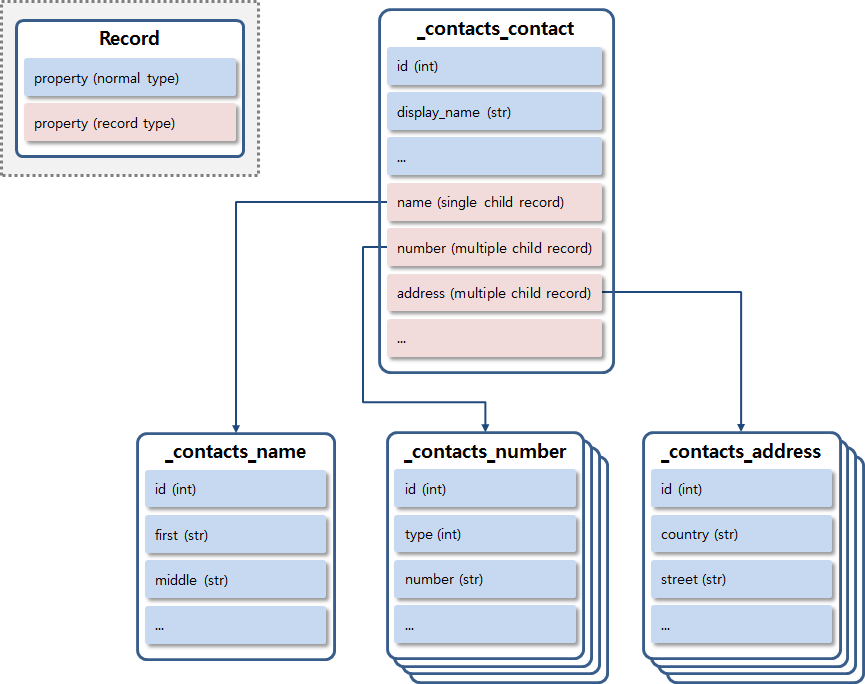 Record
property (normal type)
property (record type)
_contacts_contact
id (int)
display_name (str)
...
name (single child record)
number (multiple child record)
address (multiple child record)
...
_contacts_name
id (int)
first (str)
middle (str)
...
_contacts_number
id (int)
type (int)
number (str)
...
_contacts_address
id (int)
country (str)
street (str)
...